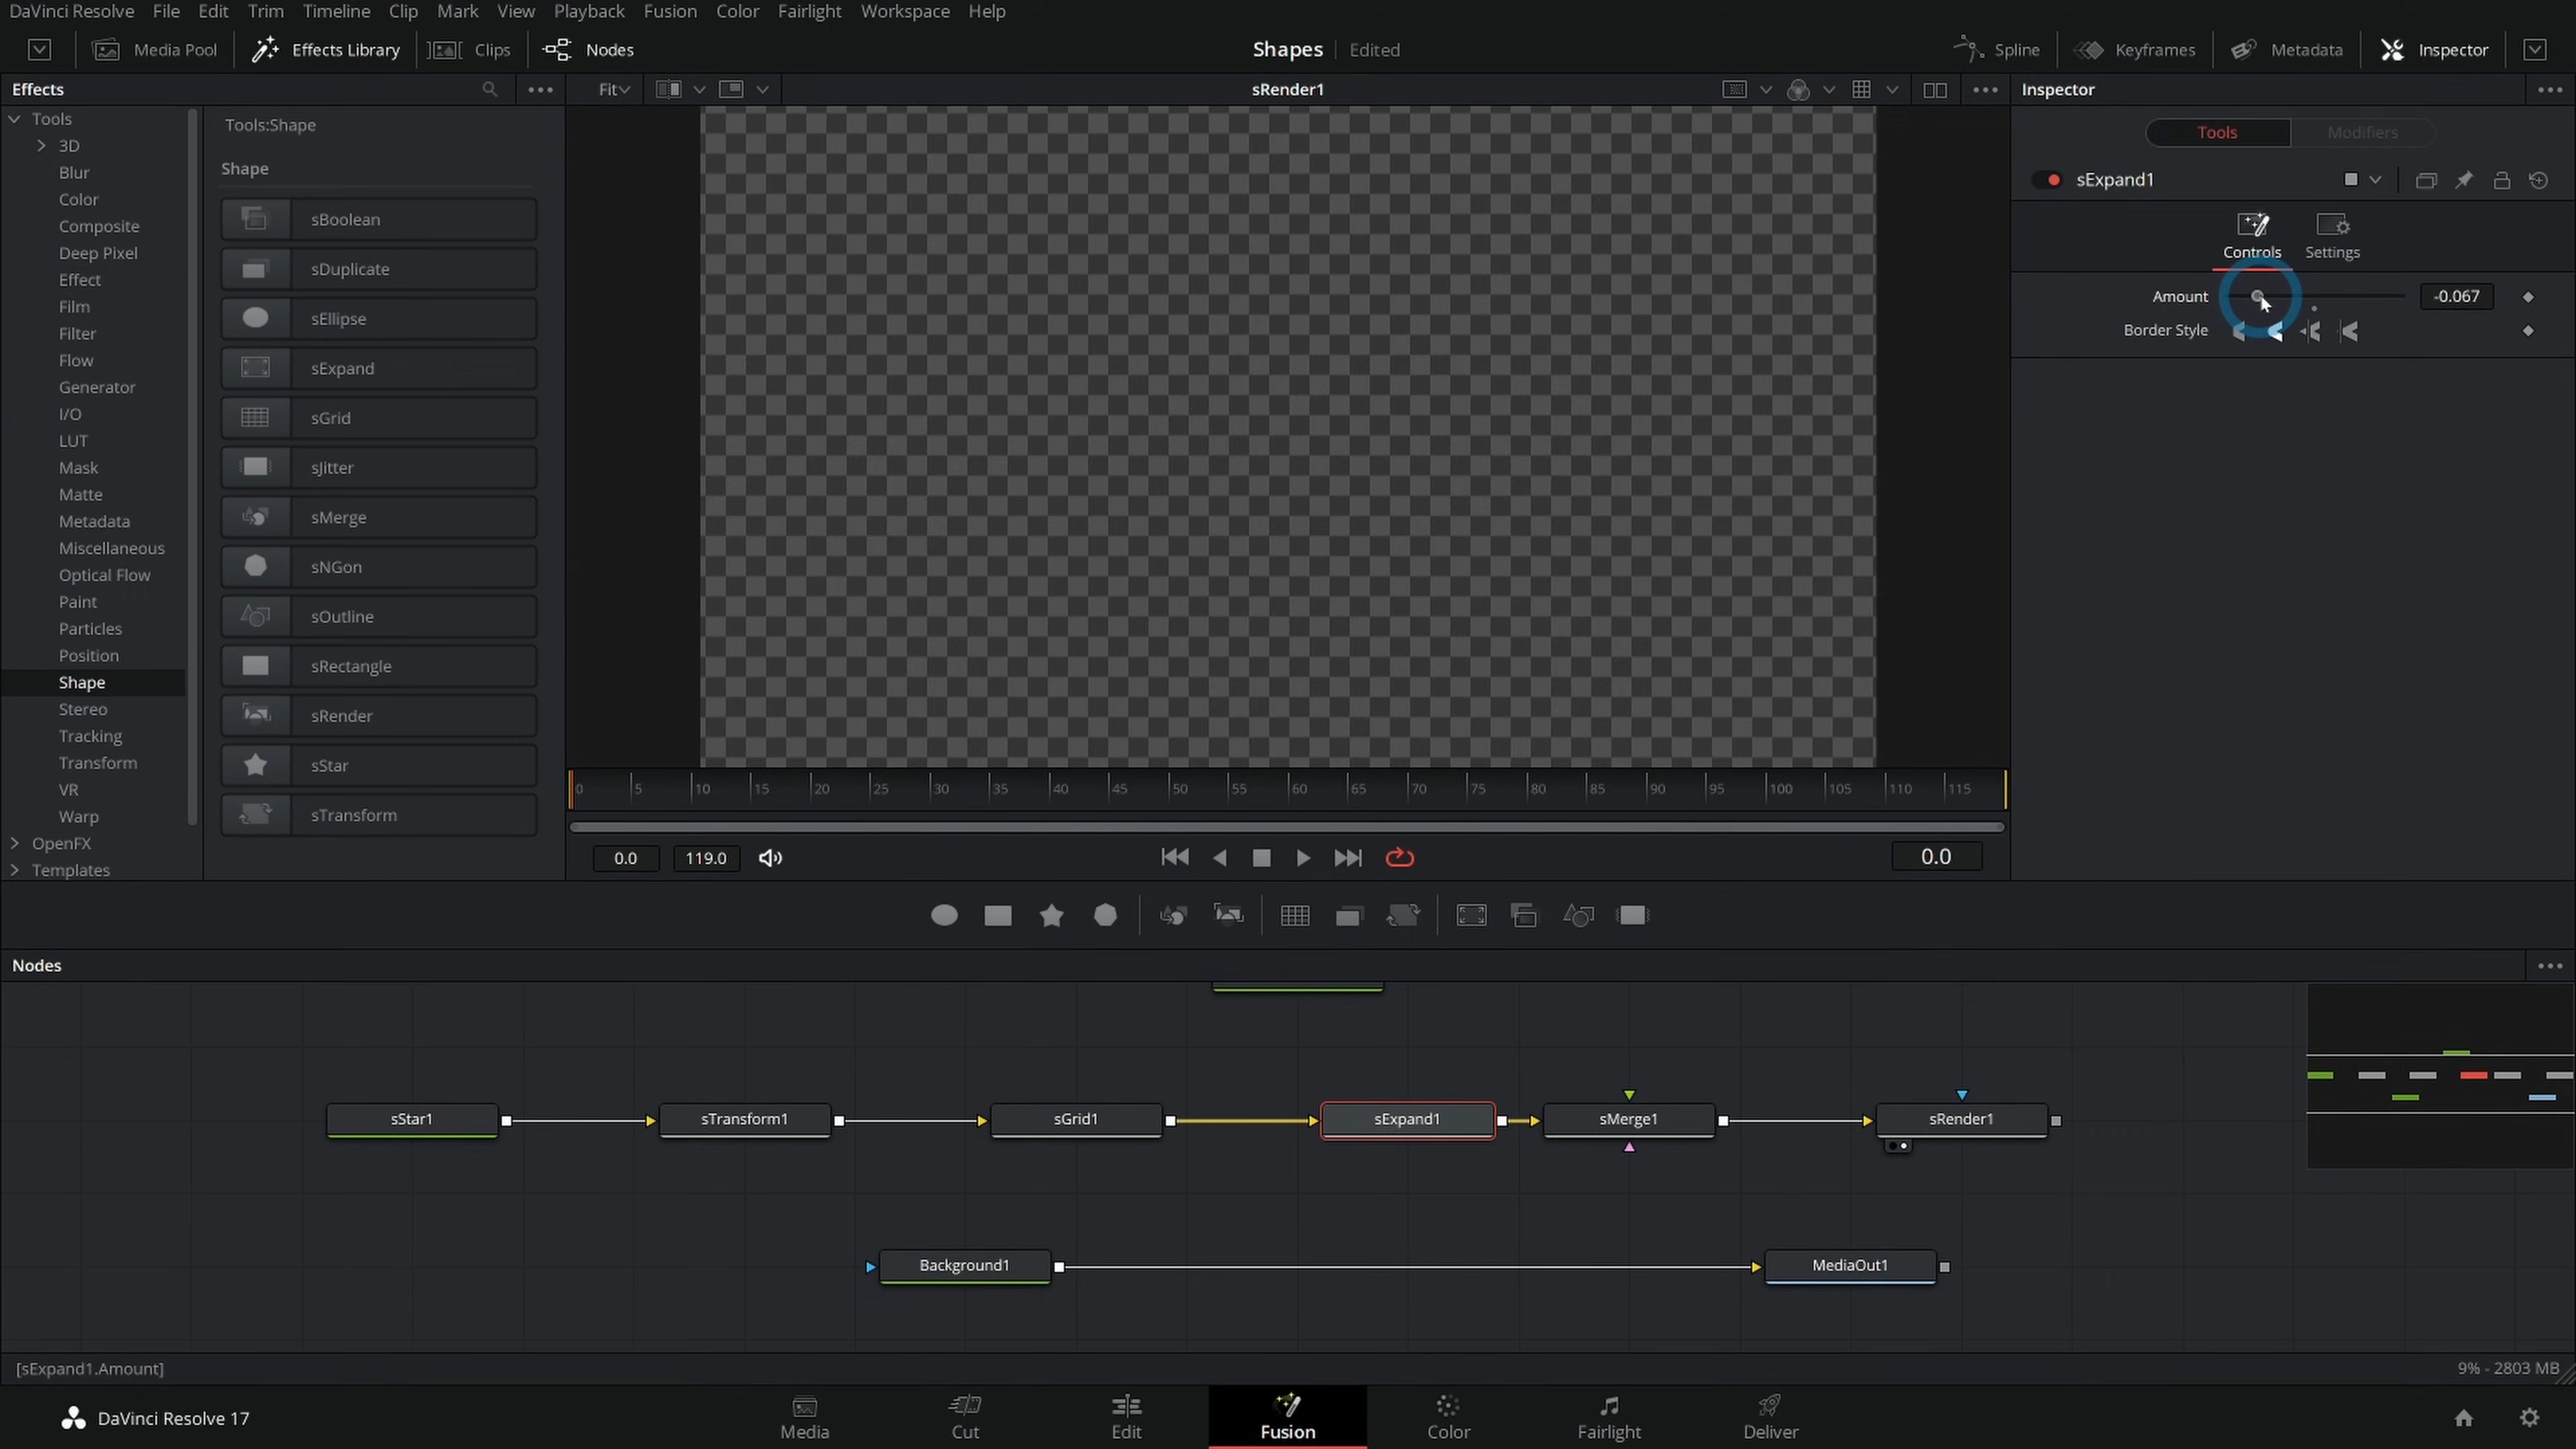 DaVinci Resolve File Edit Trim Timeline Clip Mark View Playback Fusion Color Fairlight Workspace Help
Media Pool Effects Library Clips Nodes Shapes Edited Spline Keyframes Metadata Inspector
Effects Fit sRender1 Inspector
Tools
3D
Blur
Color
Composite
Deep Pixel
Effect
Film
Filter
Flow
Generator
I/O
LUT
Mask
Matte
Metadata
Miscellaneous
Optical Flow
Paint
Particles
Position
Shape
Stereo
Tracking
Transform
VR
Warp
OpenFX
Templates
Tools:Shape
Shape
sBoolean
sDuplicate
sEllipse
sExpand
sGrid
sJitter
sMerge
sNGon
sOutline
sRectangle
sRender
sStar
sTransform
Tools Modifiers
sExpand1
Controls Settings
Amount -0.067
Border Style
0 5 10 15 20 25 30 35 40 45 50 55 60 65 70 75 80 85 90 95 100 105 110 115
0.0 119.0 0.0
Nodes
sStar1 sTransform1 sGrid1 sExpand1 sMerge1 sRender1
Background1 MediaOut1
[sExpand1.Amount] 9% - 2803 MB
DaVinci Resolve 17 Media Cut Edit Fusion Color Fairlight Deliver